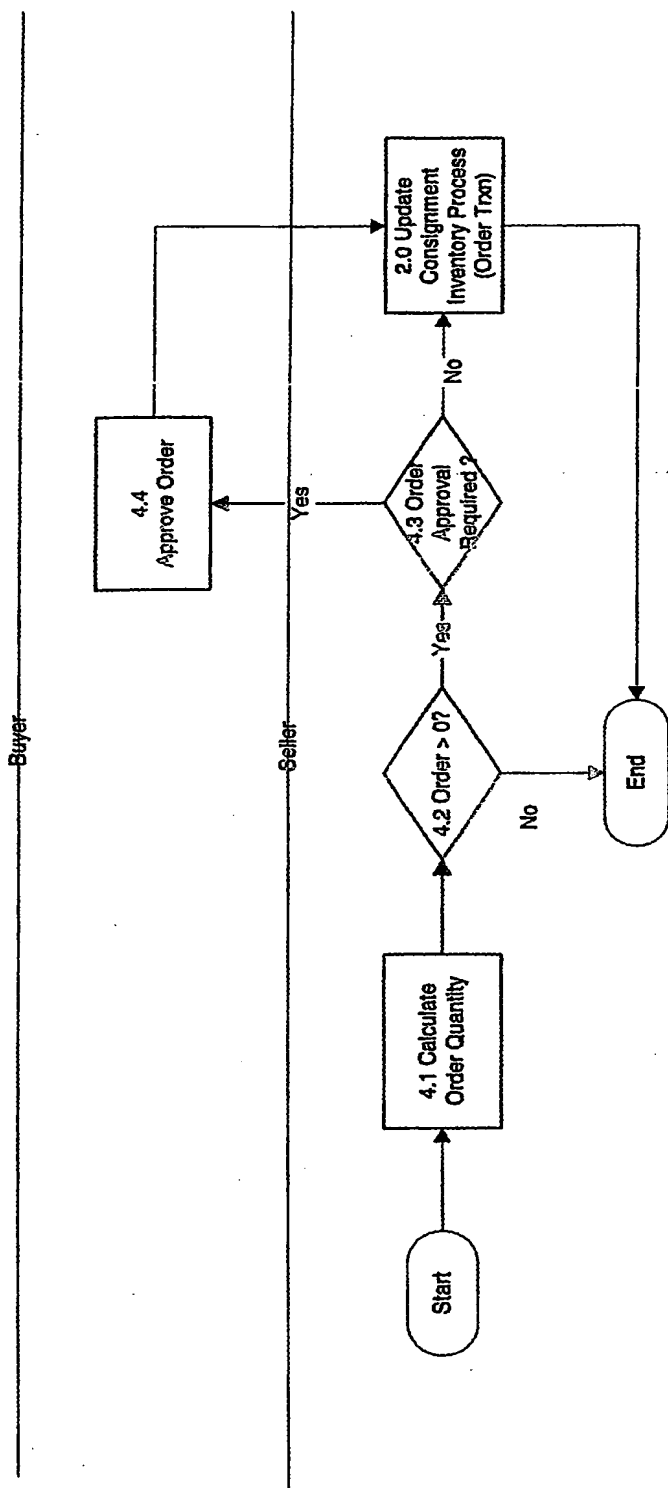 Buyer
4.4
Approve Order
Seller
Yes
Start
4.1 Calculate
Order Quantity
4.2 Order > 0?
Yes
No
4.3 Order
Approval
Required ?
No
2.0 Update
Consignment
Inventory Process
(Order Trxn)
End